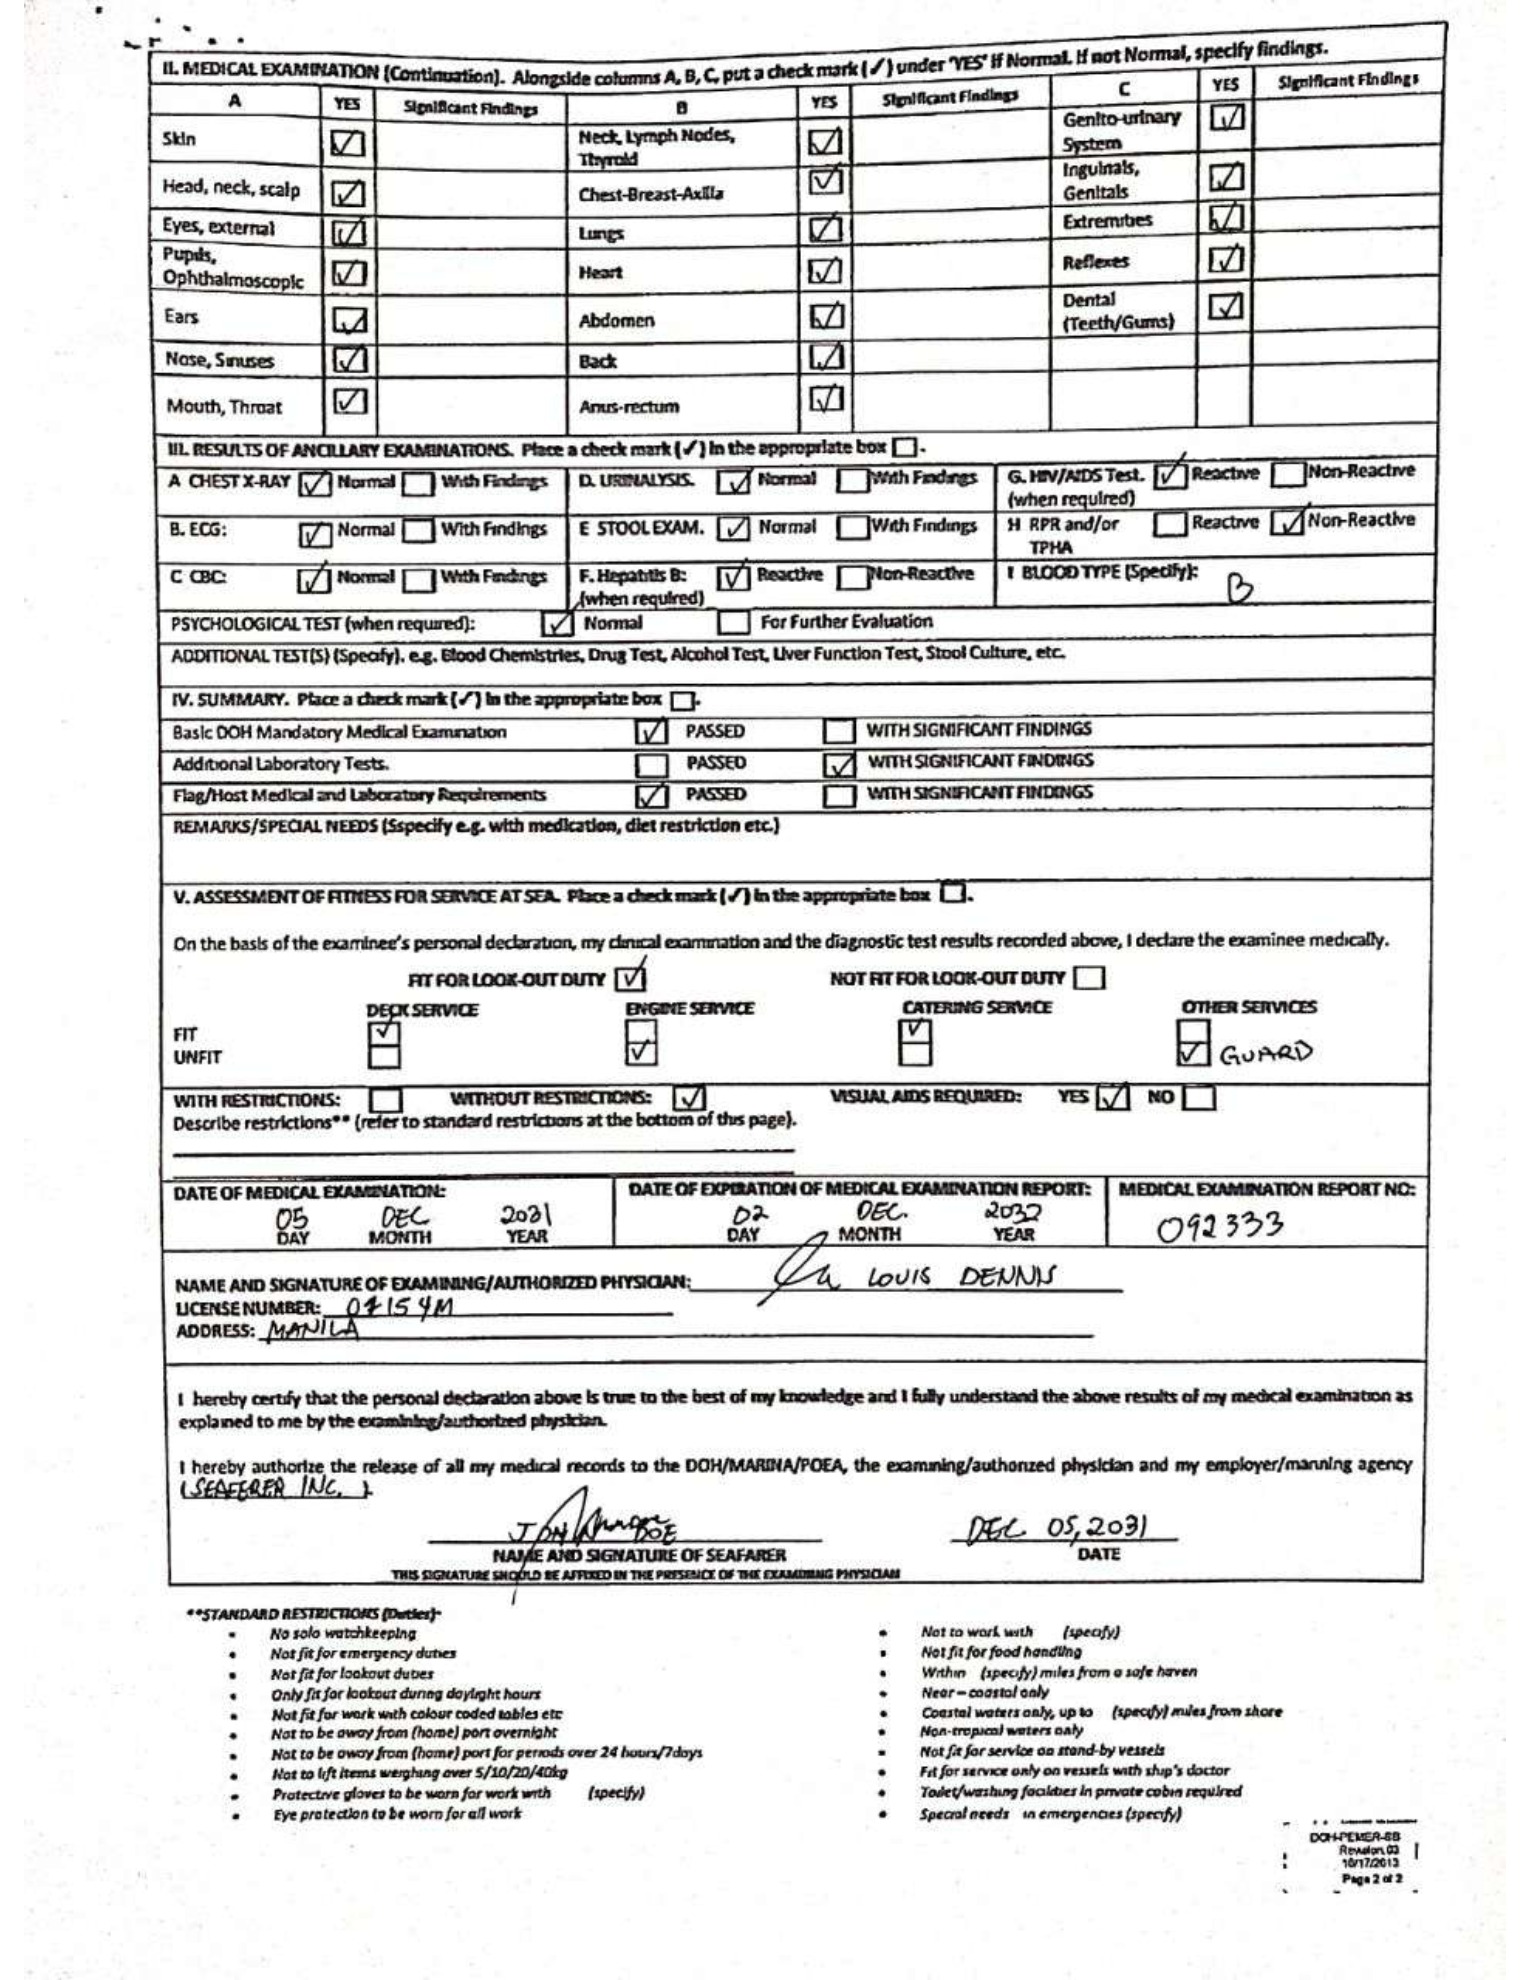 II. MEDICAL EXAMINATION (Continuation). Alongside columns A, B, C, put a check mark (✓) under 'YES' if Normal. If not Normal, specify findings.
A YES Significant Findings B YES Significant Findings C YES Significant Findings
Skin ☑ Neck, Lymph Nodes, Thyroid ☑ Genito-urinary System ☑
Head, neck, scalp ☑ Chest-Breast-Axilla ☑ Inguinals, Genitals ☑
Eyes, external ☑ Lungs ☑ Extremities ☑
Pupils, Ophthalmoscopic ☑ Heart ☑ Reflexes ☑
Ears ☑ Abdomen ☑ Dental (Teeth/Gums) ☑
Nose, Sinuses ☑ Back ☑
Mouth, Throat ☑ Anus-rectum ☑
III. RESULTS OF ANCILLARY EXAMINATIONS. Place a check mark (✓) in the appropriate box ☐.
A CHEST X-RAY ☑ Normal ☐ With Findings D. URINALYSIS. ☑ Normal ☐ With Findings G. HIV/AIDS Test. (when required) ☑ Reactive ☐ Non-Reactive
B. ECG: ☑ Normal ☐ With Findings E STOOL EXAM. ☑ Normal ☐ With Findings H RPR and/or TPHA ☐ Reactive ☑ Non-Reactive
C CBC: ☑ Normal ☐ With Findings F. Hepatitis B: (when required) ☑ Reactive ☐ Non-Reactive I BLOOD TYPE (Specify): B
PSYCHOLOGICAL TEST (when required): ☑ Normal ☐ For Further Evaluation
ADDITIONAL TEST(S) (Specify). e.g. Blood Chemistries, Drug Test, Alcohol Test, Liver Function Test, Stool Culture, etc.
IV. SUMMARY. Place a check mark (✓) in the appropriate box ☐.
Basic DOH Mandatory Medical Examination ☑ PASSED ☐ WITH SIGNIFICANT FINDINGS
Additional Laboratory Tests. ☐ PASSED ☑ WITH SIGNIFICANT FINDINGS
Flag/Host Medical and Laboratory Requirements ☑ PASSED ☐ WITH SIGNIFICANT FINDINGS
REMARKS/SPECIAL NEEDS (Sspecify e.g. with medication, diet restriction etc.)
V. ASSESSMENT OF FITNESS FOR SERVICE AT SEA. Place a check mark (✓) in the appropriate box ☐.
On the basis of the examinee's personal declaration, my clinical examination and the diagnostic test results recorded above, I declare the examinee medically.
FIT FOR LOOK-OUT DUTY ☑ NOT FIT FOR LOOK-OUT DUTY ☐
DECK SERVICE ENGINE SERVICE CATERING SERVICE OTHER SERVICES
FIT ☑ ☐ ☑ ☐
UNFIT ☐ ☑ ☐ ☑ GUARD
WITH RESTRICTIONS: ☐ WITHOUT RESTRICTIONS: ☑ VISUAL AIDS REQUIRED: YES ☑ NO ☐
Describe restrictions** (refer to standard restrictions at the bottom of this page).
DATE OF MEDICAL EXAMINATION: DATE OF EXPIRATION OF MEDICAL EXAMINATION REPORT: MEDICAL EXAMINATION REPORT NO:
05 DEC 2031 02 DEC. 2032 092333
DAY MONTH YEAR DAY MONTH YEAR
NAME AND SIGNATURE OF EXAMINING/AUTHORIZED PHYSICIAN: LOUIS DENNIS
LICENSE NUMBER: 07154M
ADDRESS: MANILA
I hereby certify that the personal declaration above is true to the best of my knowledge and I fully understand the above results of my medical examination as
explained to me by the examining/authorized physician.
I hereby authorize the release of all my medical records to the DOH/MARINA/POEA, the examining/authorized physician and my employer/manning agency
(SEAFERER INC. ).
JON DOE DEC 05, 2031
NAME AND SIGNATURE OF SEAFARER DATE
THIS SIGNATURE SHOULD BE AFFIXED IN THE PRESENCE OF THE EXAMINING PHYSICIAN
**STANDARD RESTRICTIONS (Duties)-
• No solo watchkeeping • Not to work with (specify)
• Not fit for emergency duties • Not fit for food handling
• Not fit for lookout duties • Within (specify) miles from a safe haven
• Only fit for lookout during daylight hours • Near – coastal only
• Not fit for work with colour coded tables etc • Coastal waters only, up to (specify) miles from shore
• Not to be away from (home) port overnight • Non-tropical waters only
• Not to be away from (home) port for periods over 24 hours/7days • Not fit for service on stand-by vessels
• Not to lift items weighing over 5/10/20/40kg • Fit for service only on vessels with ship's doctor
• Protective gloves to be worn for work with (specify) • Toilet/washing facilities in private cabin required
• Eye protection to be worn for all work • Special needs in emergencies (specify)
DOH-PEMER-SB
Revision.03
10/17/2013
Page 2 of 2